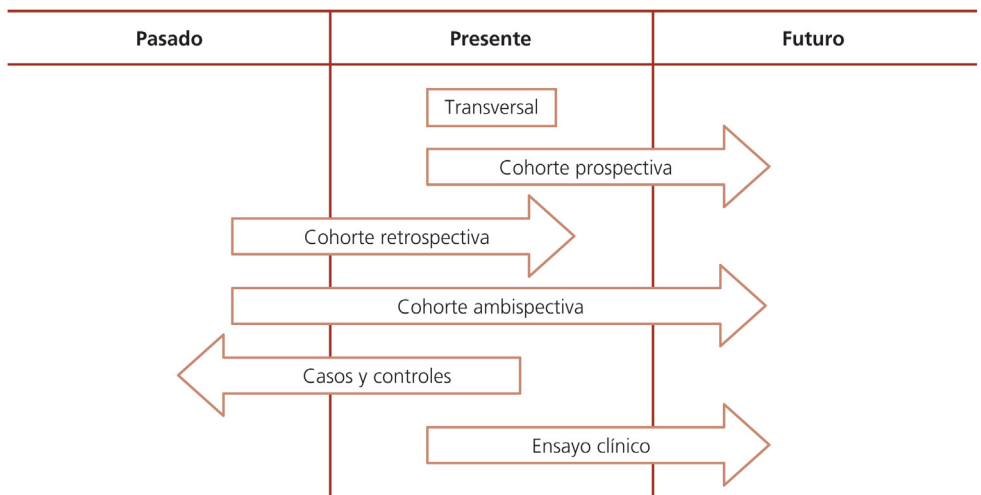 Pasado Presente Futuro
Transversal
Cohorte prospectiva
Cohorte retrospectiva
Cohorte ambispectiva
Casos y controles
Ensayo clínico